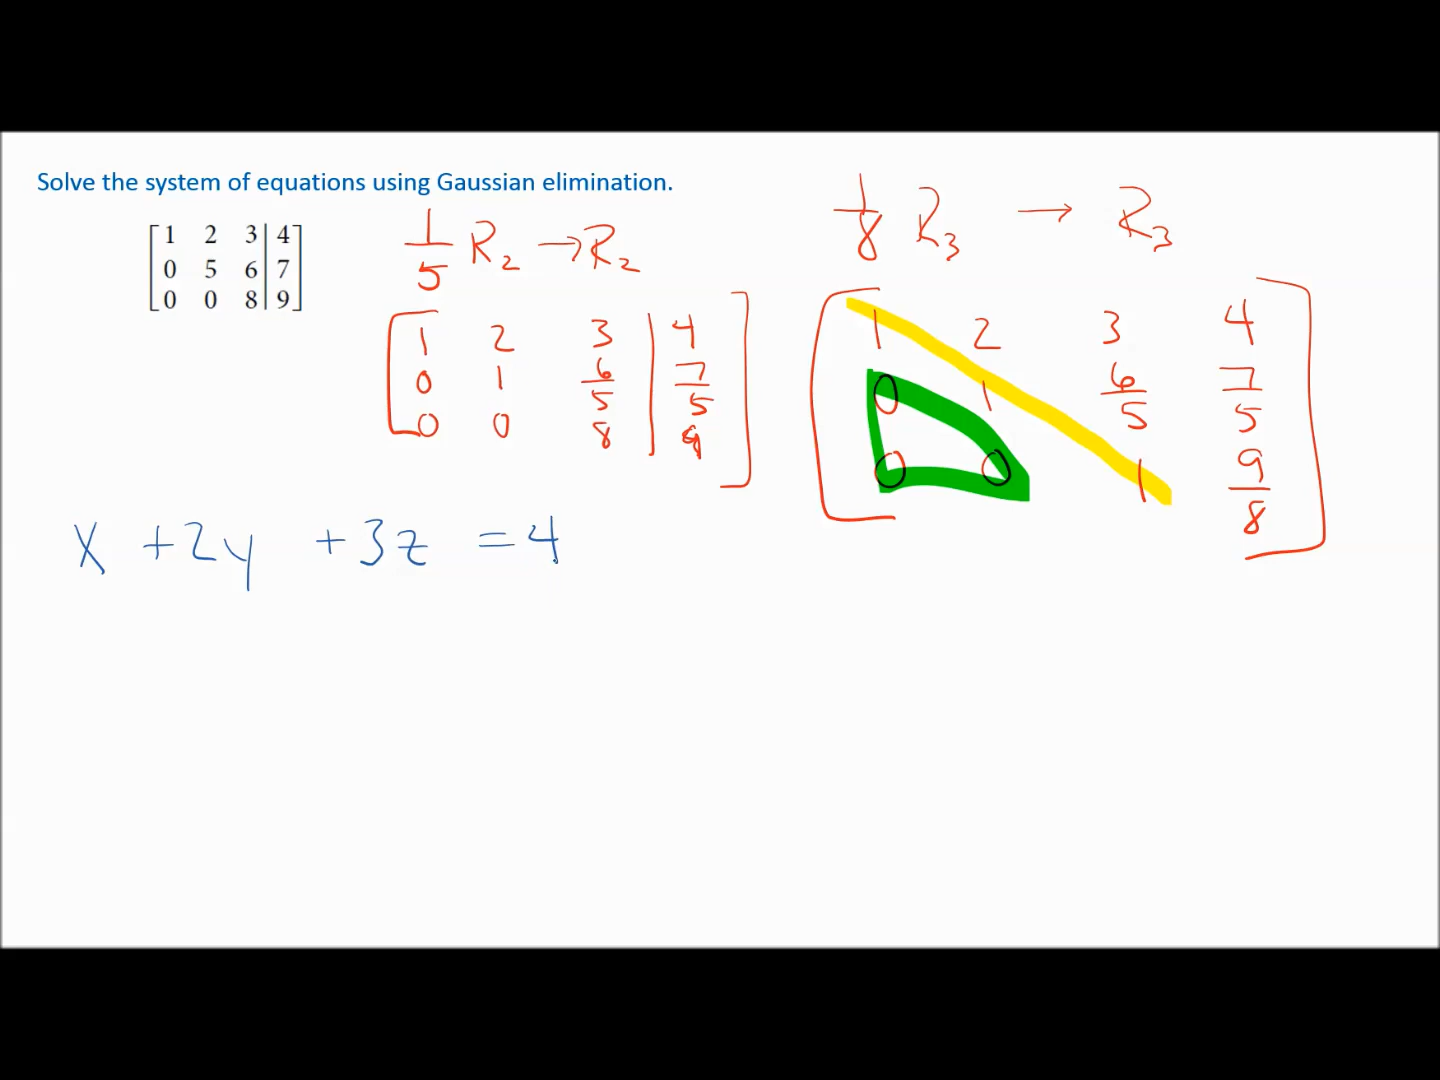 Solve the system of equations using Gaussian elimination.
1 2 3 | 4
0 5 6 | 7
0 0 8 | 9
1/5 R2 → R2
1 2 3 | 4
0 1 6/5 | 7/5
0 0 8 | 9
1/8 R3 → R3
1 2 3 4
0 1 6/5 7/5
0 0 1 9/8
x + 2y + 3z = 4